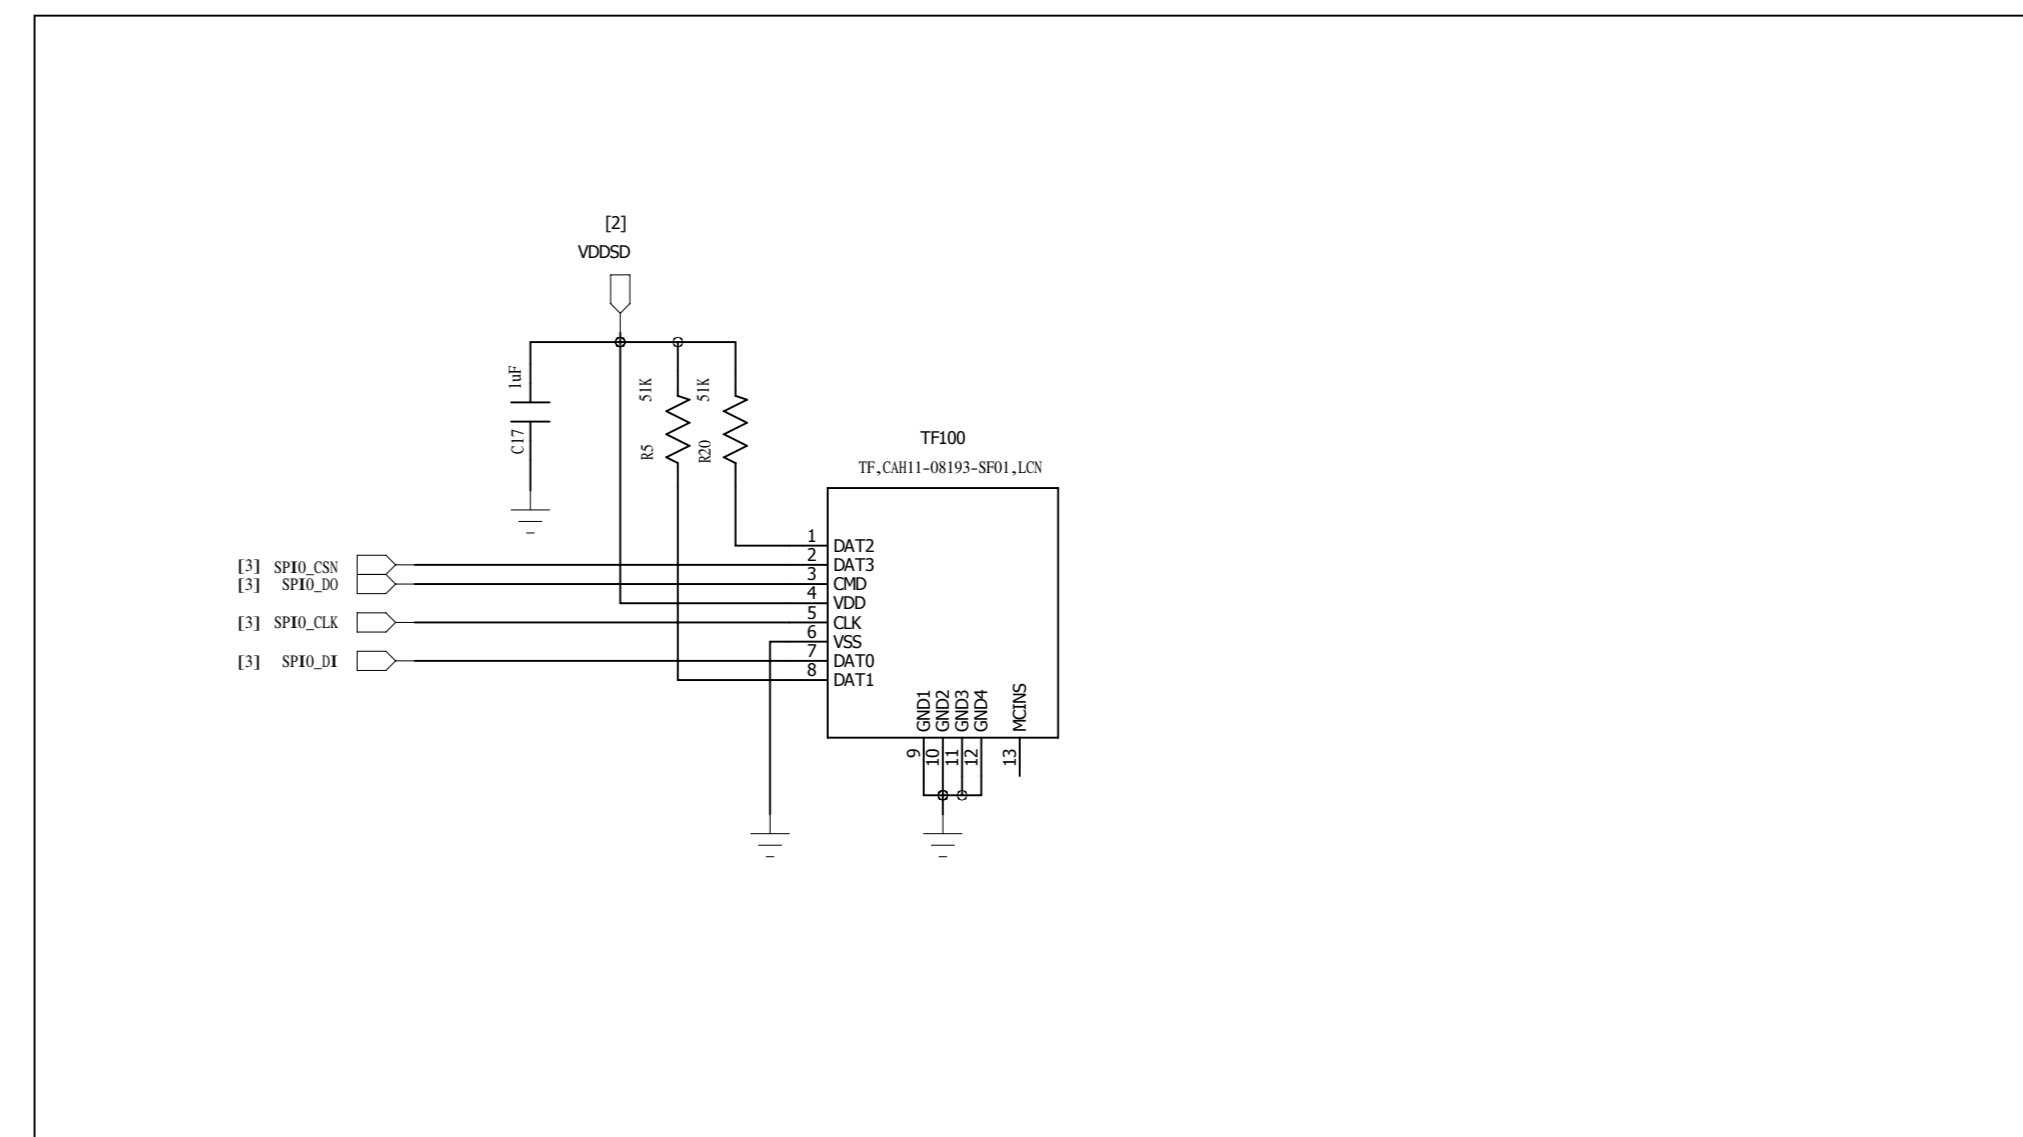 [2]
VDDSD
1uF
C17
51K
R5
51K
R20
TF100
TF,CAH11-08193-SF01,LCN
1 DAT2
[3] SPI0_CSN 2 DAT3
[3] SPI0_DO 3 CMD
4 VDD
[3] SPI0_CLK 5 CLK
6 VSS
[3] SPI0_DI 7 DAT0
8 DAT1
GND1
GND2
GND3
GND4
MCINS
9
10
11
12
13